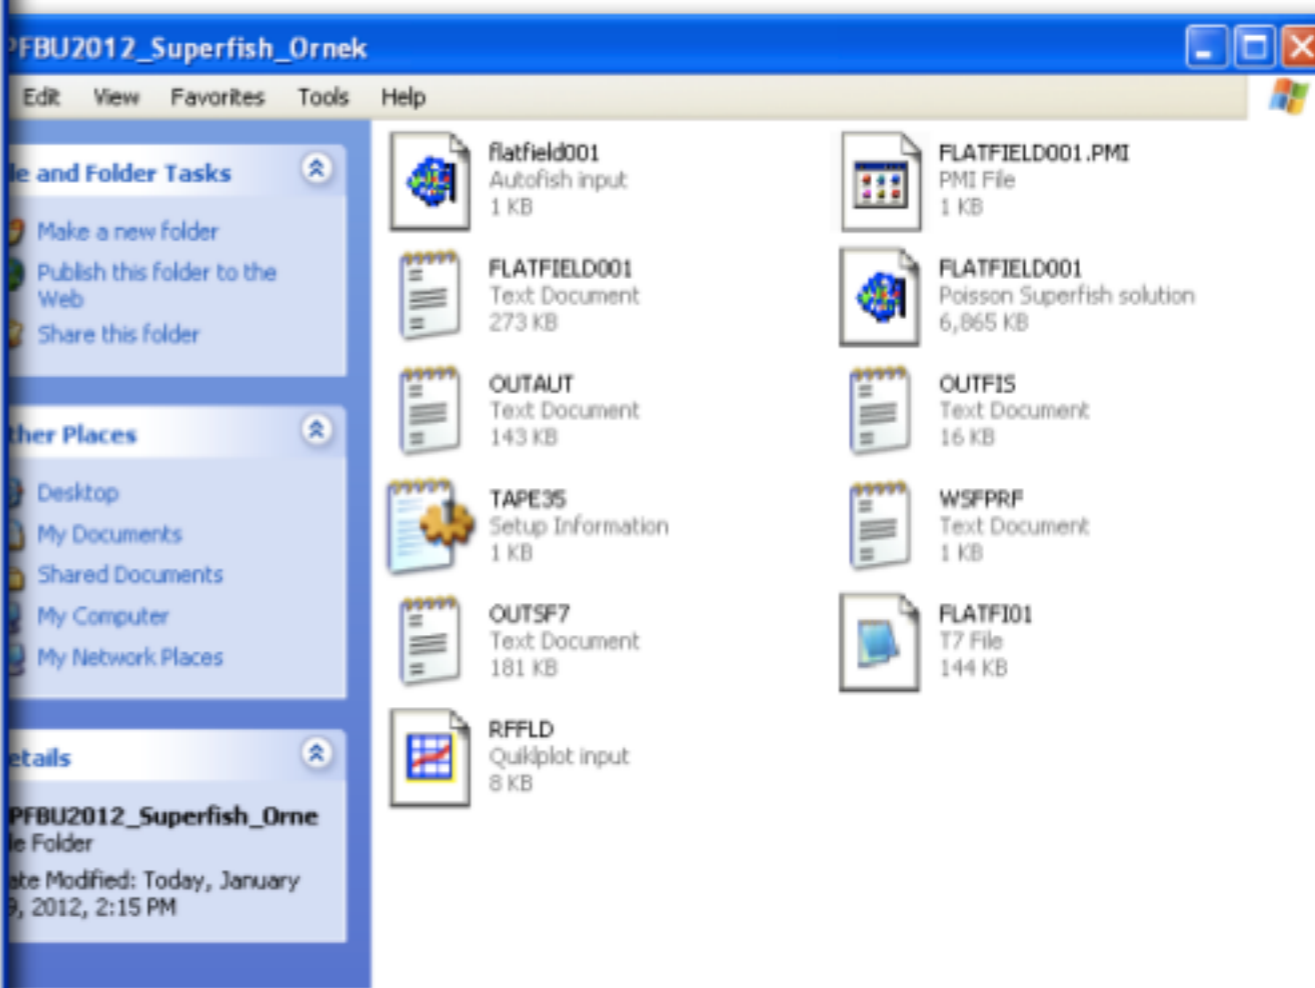 PFBU2012_Superfish_Ornek
Edit View Favorites Tools Help
le and Folder Tasks
Make a new folder
Publish this folder to the
Web
Share this folder
ther Places
Desktop
My Documents
Shared Documents
My Computer
My Network Places
etails
PFBU2012_Superfish_Orne
le Folder
ate Modified: Today, January
9, 2012, 2:15 PM
flatfield001
Autofish input
1 KB
FLATFIELD001.PMI
PMI File
1 KB
FLATFIELD001
Text Document
273 KB
FLATFIELD001
Poisson Superfish solution
6,865 KB
OUTAUT
Text Document
143 KB
OUTFIS
Text Document
16 KB
TAPE35
Setup Information
1 KB
WSFPRF
Text Document
1 KB
OUTSF7
Text Document
181 KB
FLATFI01
T7 File
144 KB
RFFLD
Quikplot input
8 KB